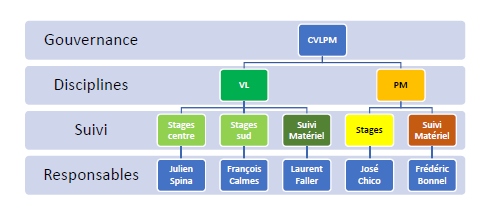 Gouvernance
CVLPM
Disciplines
VL
PM
Suivi
Stages
centre
Stages
sud
Suivi
Matériel
Stages
Suivi
Matériel
Responsables
Julien
Spina
François
Calmes
Laurent
Faller
José
Chico
Frédéric
Bonnel